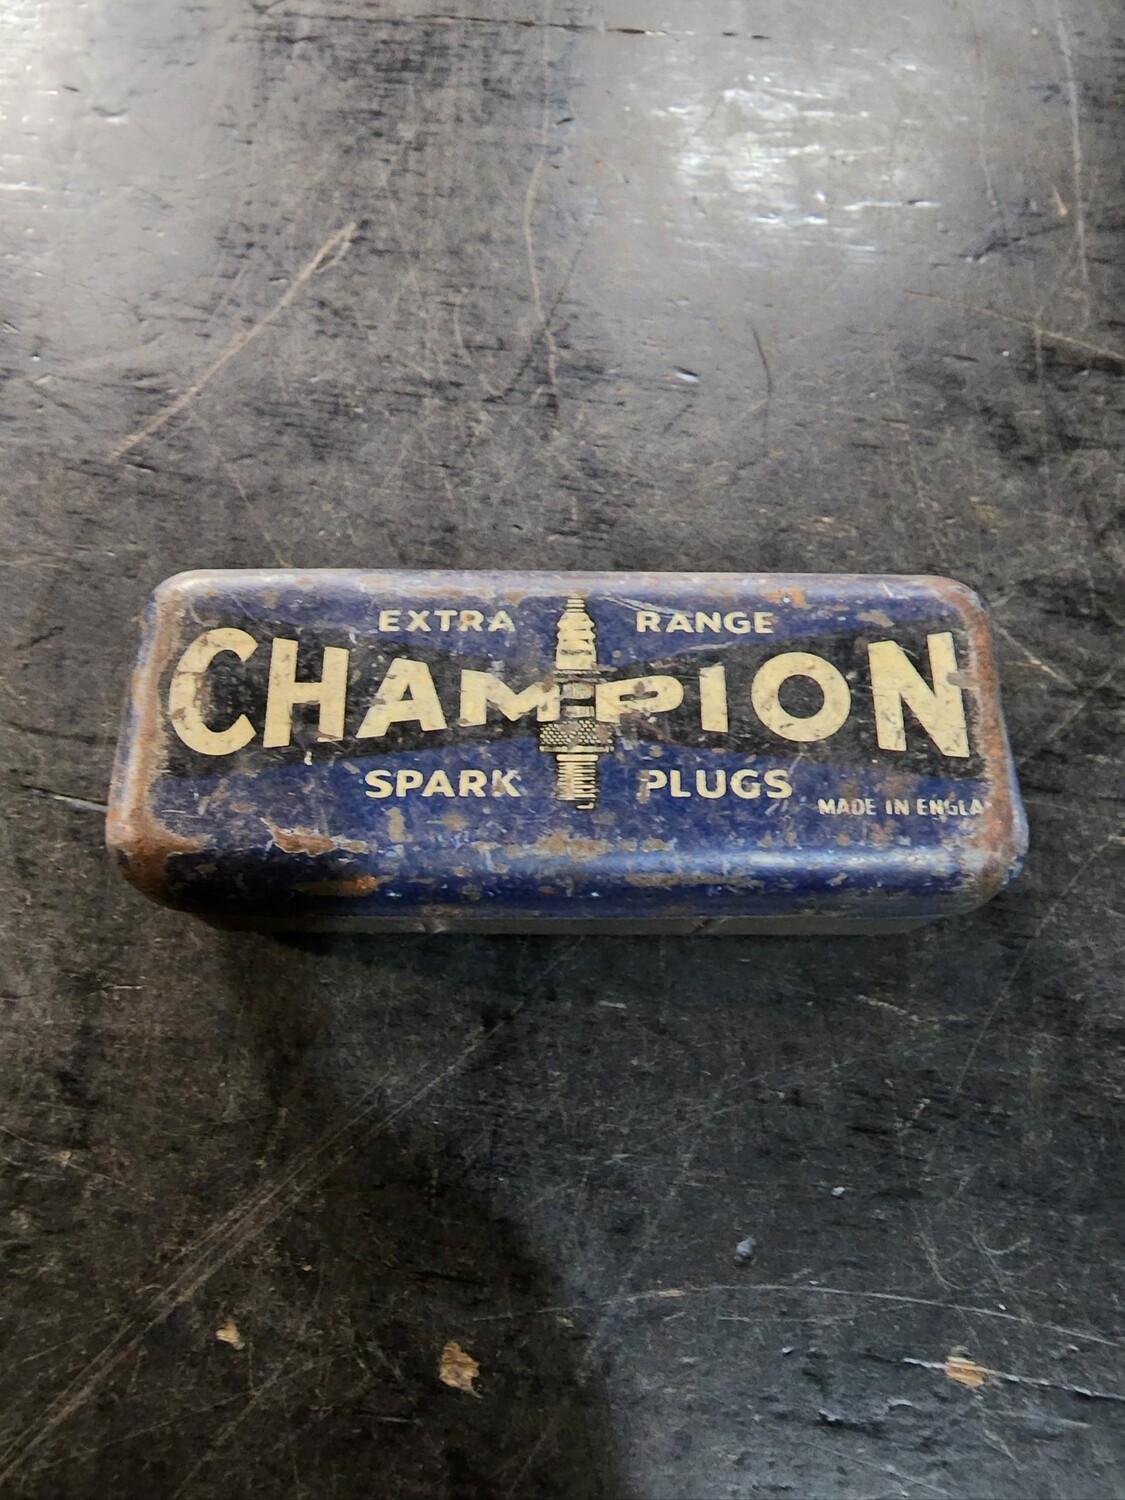 EXTRA RANGE
CHAMPION
SPARK PLUGS
MADE IN ENGLA